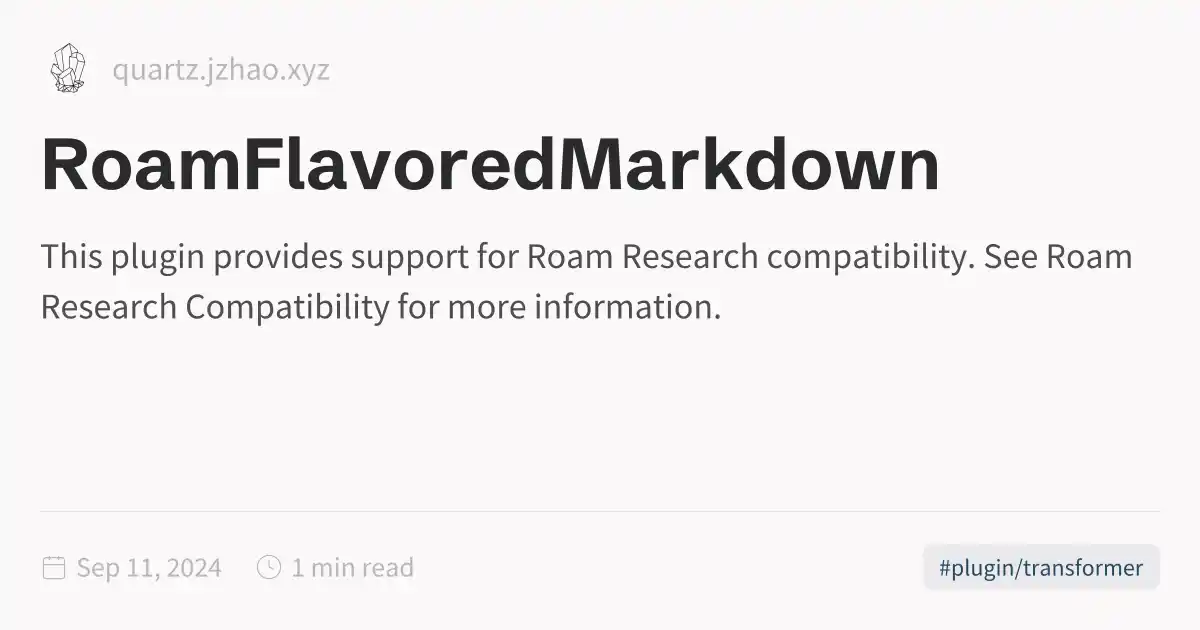 quartz.jzhao.xyz
RoamFlavoredMarkdown
This plugin provides support for Roam Research compatibility. See Roam
Research Compatibility for more information.
Sep 11, 2024
1 min read
#plugin/transformer